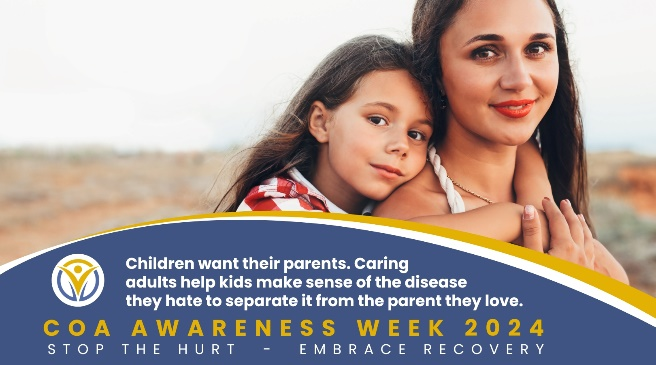 Children want their parents. Caring
adults help kids make sense of the disease
they hate to separate it from the parent they love.
COA AWARENESS WEEK 2024
STOP THE HURT - EMBRACE RECOVERY